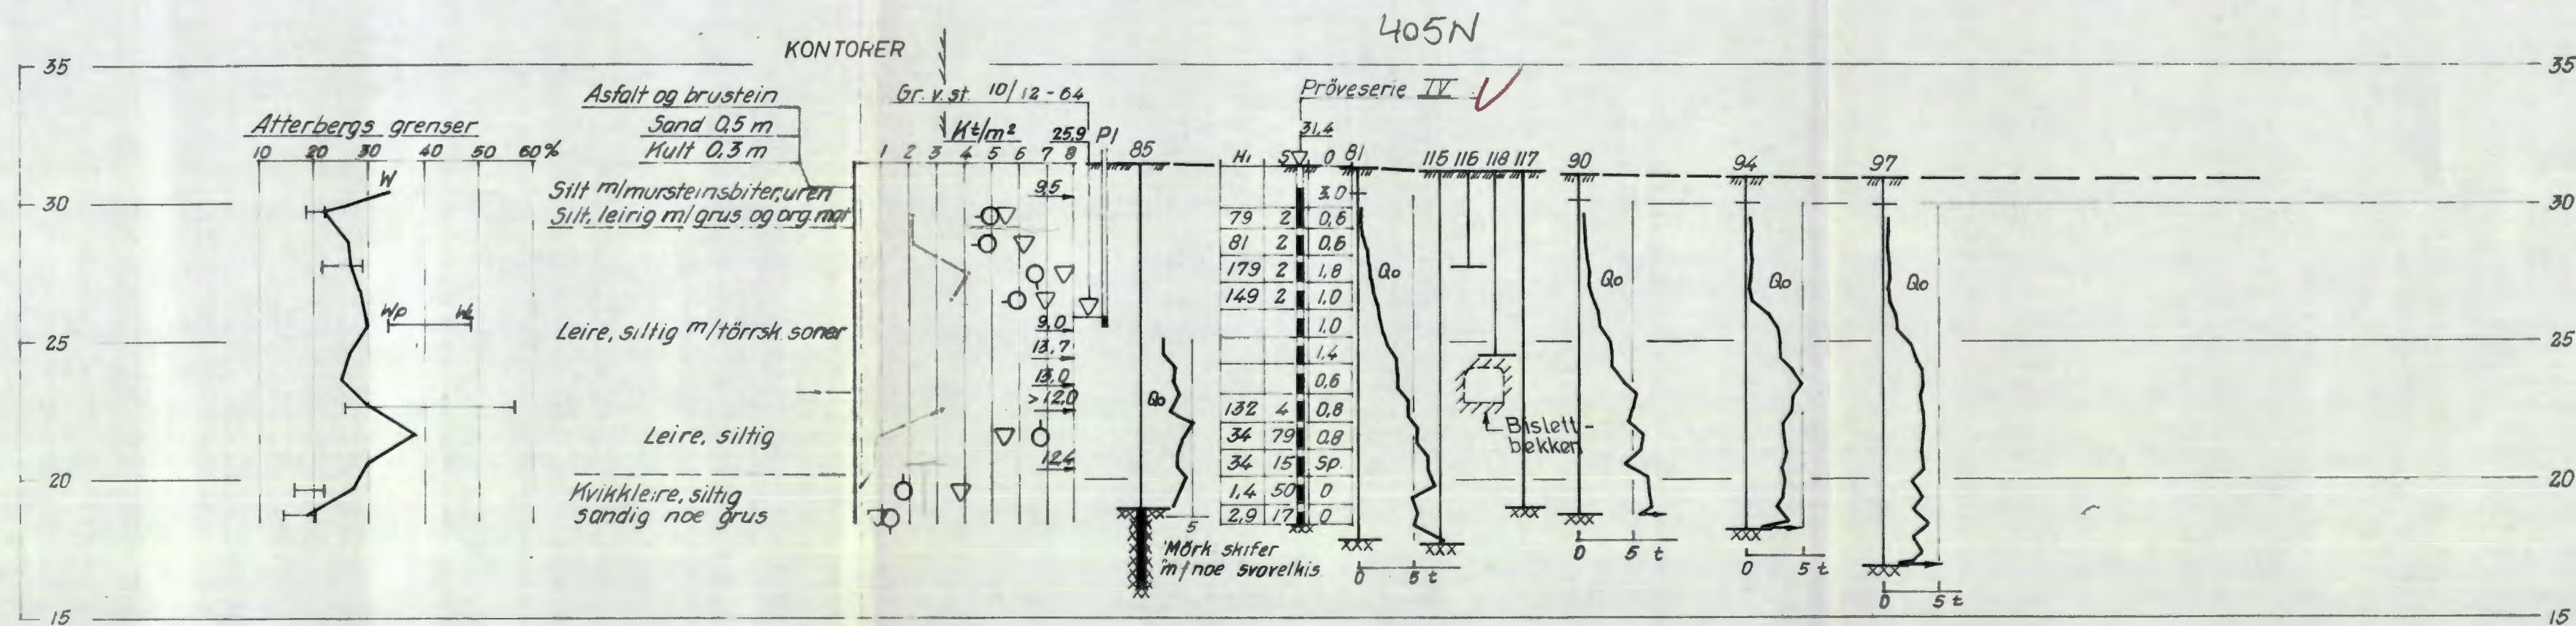 405N
KONTORER
35
35
Asfalt og brustein
Sand 0,5 m
Kult 0,3 m
Gr. v. st. 10/12-64
Pröveserie IV
Atterbergs grenser
10 20 30 40 50 60%
Kt/m²
25,9 Pl
1 2 3 4 5 6 7 8
85
31,4
H₁ S 0 81
115 116 118 117
90
94
97
W
Silt m/mursteinsbiter, uren
Silt, leirig m/grus og org. mat
30
30
9,5
3,0
79 2 0,6
81 2 0,6
179 2 1,8
149 2 1,0
1,0
1,4
0,6
132 4 0,8
34 79 0,8
34 15 Sp.
1,4 50 0
2,9 17 0
Qo
Qo
Qo
Qo
Qo
Wp
Leire, siltig m/törrsk. soner
9,0
13,7
13,0
>12,0
12,4
25
25
Leire, siltig
Bislett-
bekken
20
20
Kvikkleire, siltig
sandig noe grus
5
Mörk skifer
m/noe svovelkis
0 5 t
0 5 t
0 5 t
0 5 t
15
15